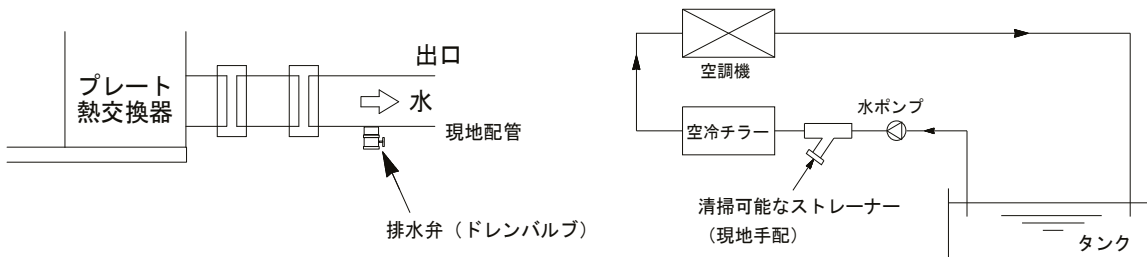 プレート
熱交換器
出口
水
現地配管
排水弁（ドレンバルブ）
空調機
空冷チラー
水ポンプ
清掃可能なストレーナー
（現地手配）
タンク